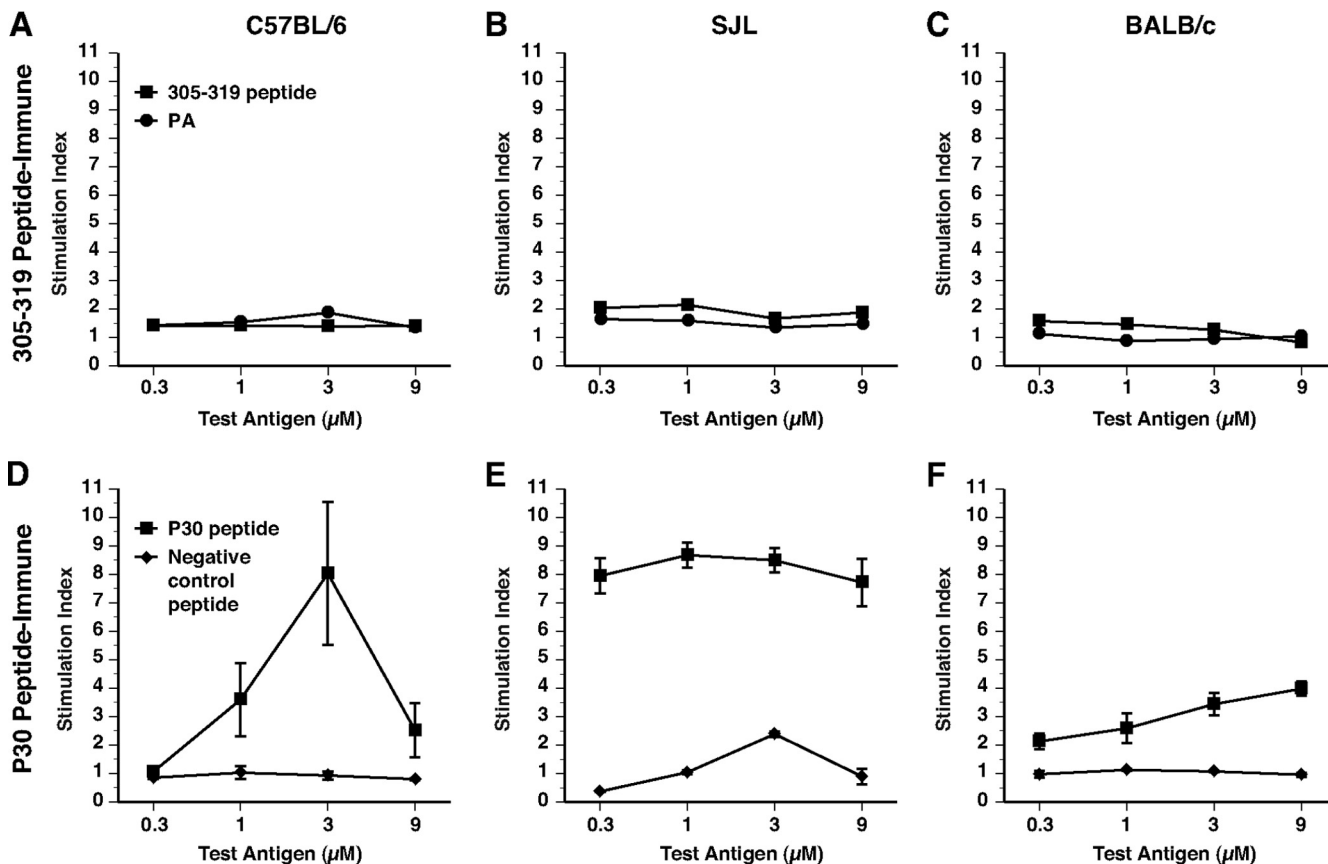 A
C57BL/6
B
SJL
C
BALB/c
305-319 Peptide-Immune
Stimulation Index
11
10
9
8
7
6
5
4
3
2
1
0
305-319 peptide
PA
0.3 1 3 9
Test Antigen (µM)
Stimulation Index
11
10
9
8
7
6
5
4
3
2
1
0
0.3 1 3 9
Test Antigen (µM)
Stimulation Index
11
10
9
8
7
6
5
4
3
2
1
0
0.3 1 3 9
Test Antigen (µM)
D
E
F
P30 Peptide-Immune
Stimulation Index
11
10
9
8
7
6
5
4
3
2
1
0
P30 peptide
Negative
control
peptide
0.3 1 3 9
Test Antigen (µM)
Stimulation Index
11
10
9
8
7
6
5
4
3
2
1
0
0.3 1 3 9
Test Antigen (µM)
Stimulation Index
11
10
9
8
7
6
5
4
3
2
1
0
0.3 1 3 9
Test Antigen (µM)